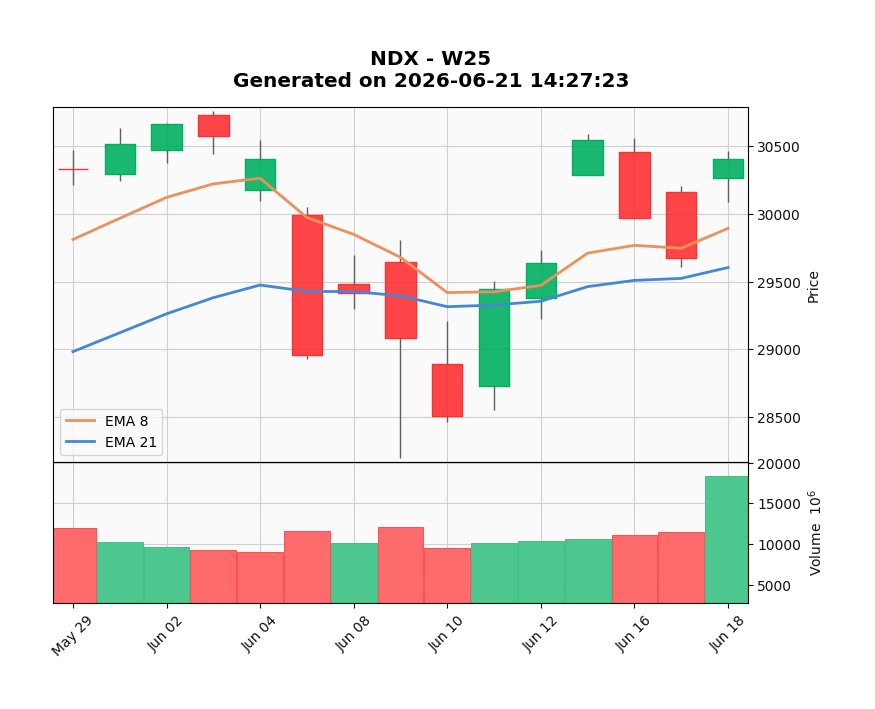 NDX - W25
Generated on 2026-06-21 14:27:23
30500
30000
29500
29000
28500
Price
EMA 8
EMA 21
20000
15000
10000
5000
Volume 10⁶
May 29
Jun 02
Jun 04
Jun 08
Jun 10
Jun 12
Jun 16
Jun 18